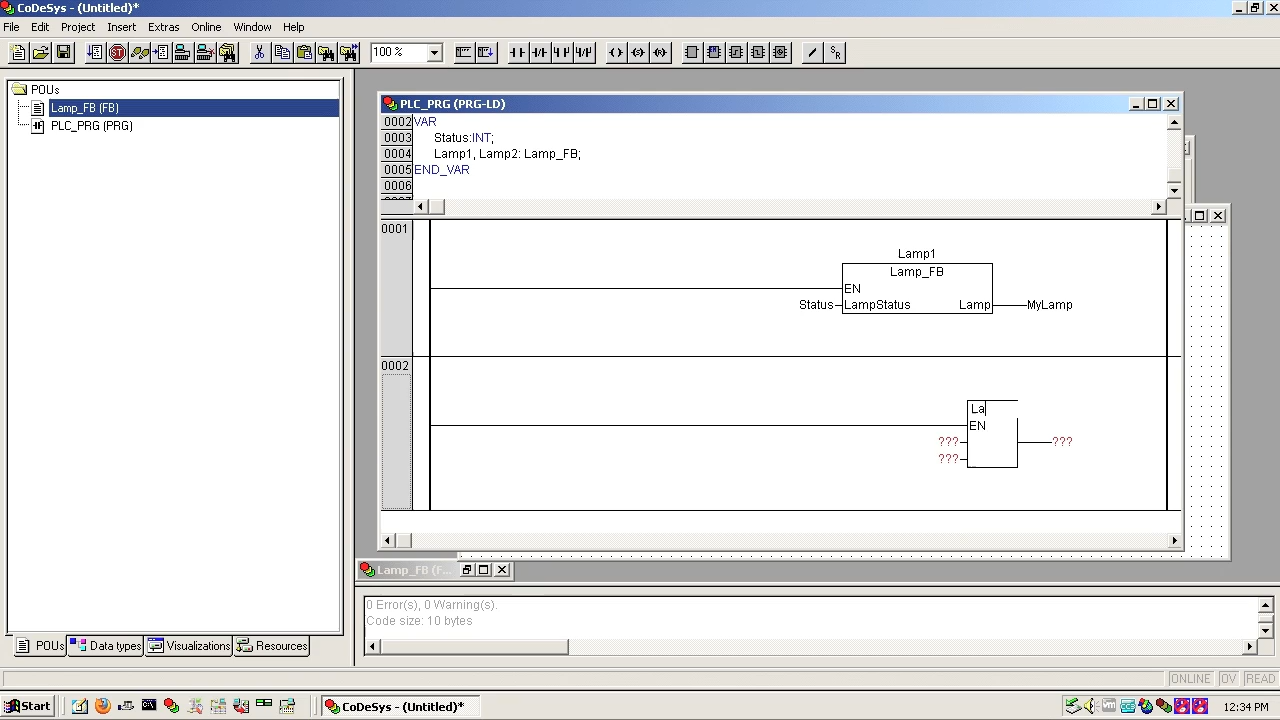 CoDeSys - (Untitled)*
File Edit Project Insert Extras Online Window Help
100 %
POUs
Lamp_FB (FB)
PLC_PRG (PRG)
PLC_PRG (PRG-LD)
0002 VAR
0003 Status:INT;
0004 Lamp1, Lamp2: Lamp_FB;
0005 END_VAR
0006
0001
Lamp1
Lamp_FB
EN
Status LampStatus Lamp MyLamp
0002
La
EN
??? ???
???
Lamp_FB (F...
0 Error(s), 0 Warning(s).
Code size: 10 bytes
POUs Data types Visualizations Resources
ONLINE OV READ
Start CoDeSys - (Untitled)* 12:34 PM